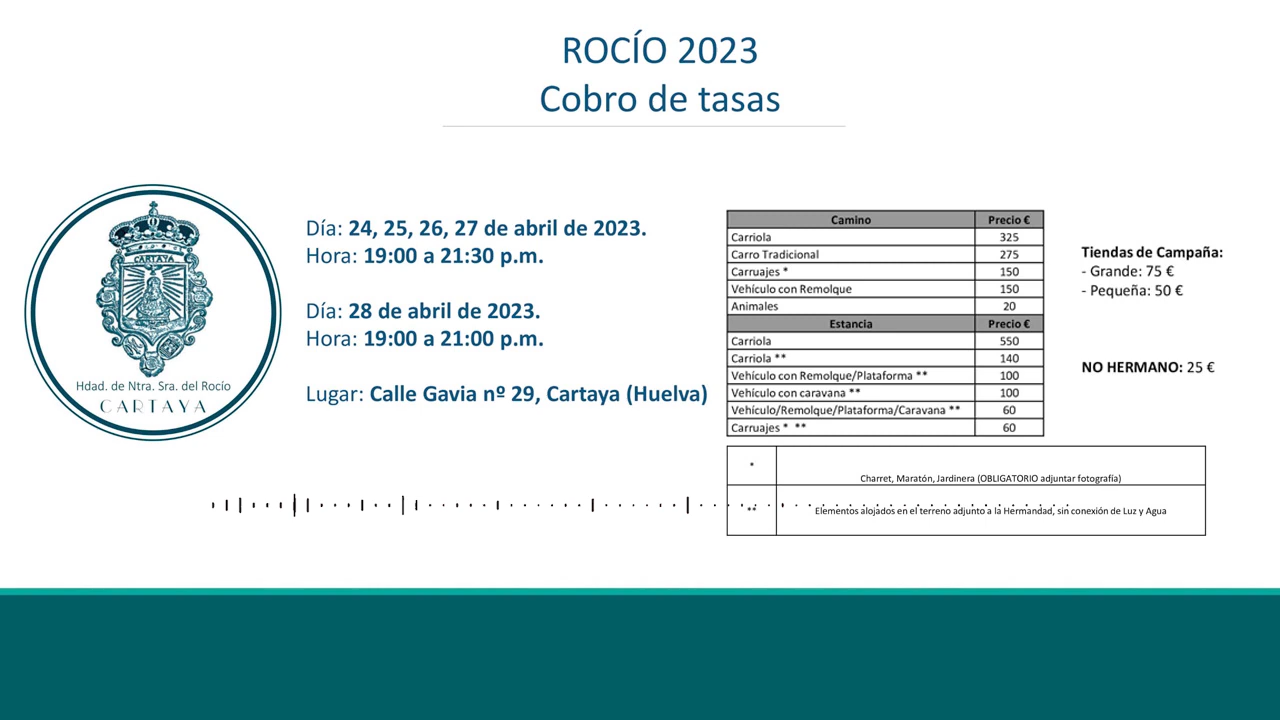 ROCÍO 2023
Cobro de tasas
CARTAYA
Hdad. de Ntra. Sra. del Rocío
CARTAYA
Día: 24, 25, 26, 27 de abril de 2023.
Hora: 19:00 a 21:30 p.m.
Día: 28 de abril de 2023.
Hora: 19:00 a 21:00 p.m.
Lugar: Calle Gavia nº 29, Cartaya (Huelva)
Camino Precio €
Carriola 325
Carro Tradicional 275
Carruajes * 150
Vehículo con Remolque 150
Animales 20
Estancia Precio €
Carriola 550
Carriola ** 140
Vehículo con Remolque/Plataforma ** 100
Vehículo con caravana ** 100
Vehículo/Remolque/Plataforma/Caravana ** 60
Carruajes * ** 60
* Charret, Maratón, Jardinera (OBLIGATORIO adjuntar fotografía)
** Elementos alojados en el terreno adjunto a la Hermandad, sin conexión de Luz y Agua
Tiendas de Campaña:
- Grande: 75 €
- Pequeña: 50 €
NO HERMANO: 25 €